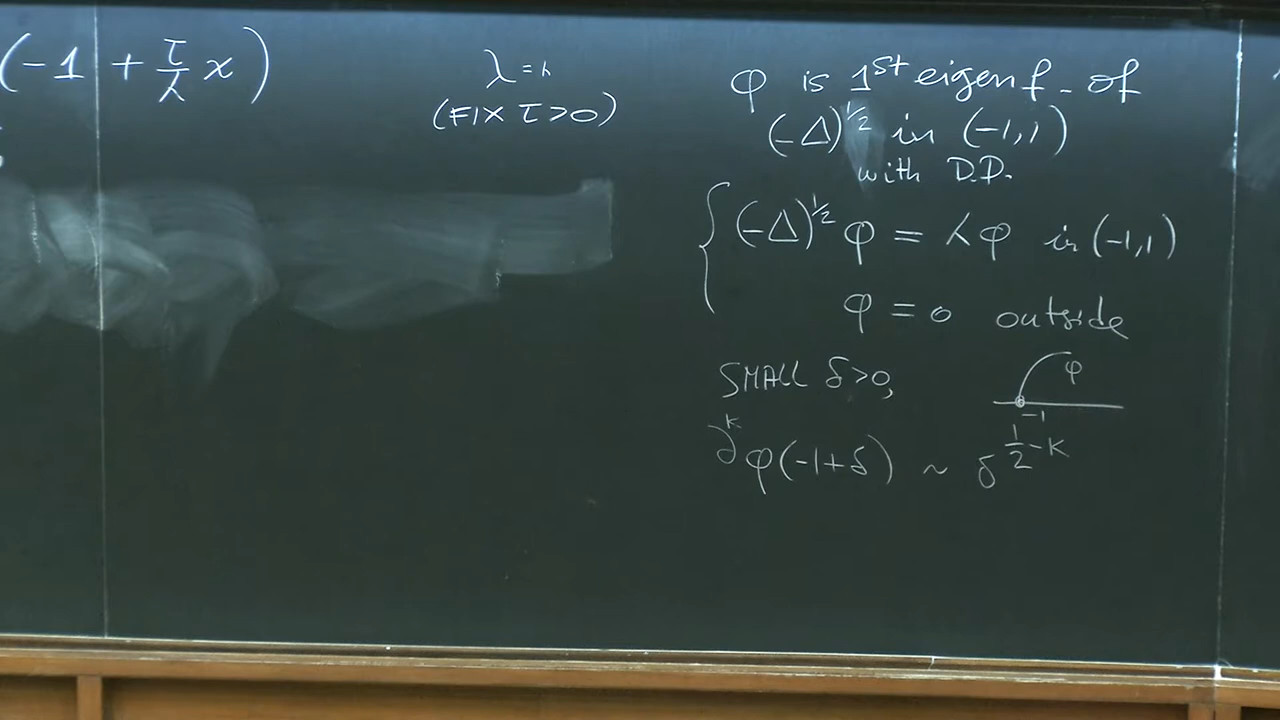 (-1 + τ/λ x)
λ = h
(FIX τ > 0)
φ is 1st eigenf. of
(-Δ)^{1/2} in (-1,1)
with D.D.
{ (-Δ)^{1/2} φ = λφ in (-1,1)
φ = 0 outside
SMALL δ>0,
φ
-1
∂^k φ(-1+δ) ~ δ^{1/2-k}